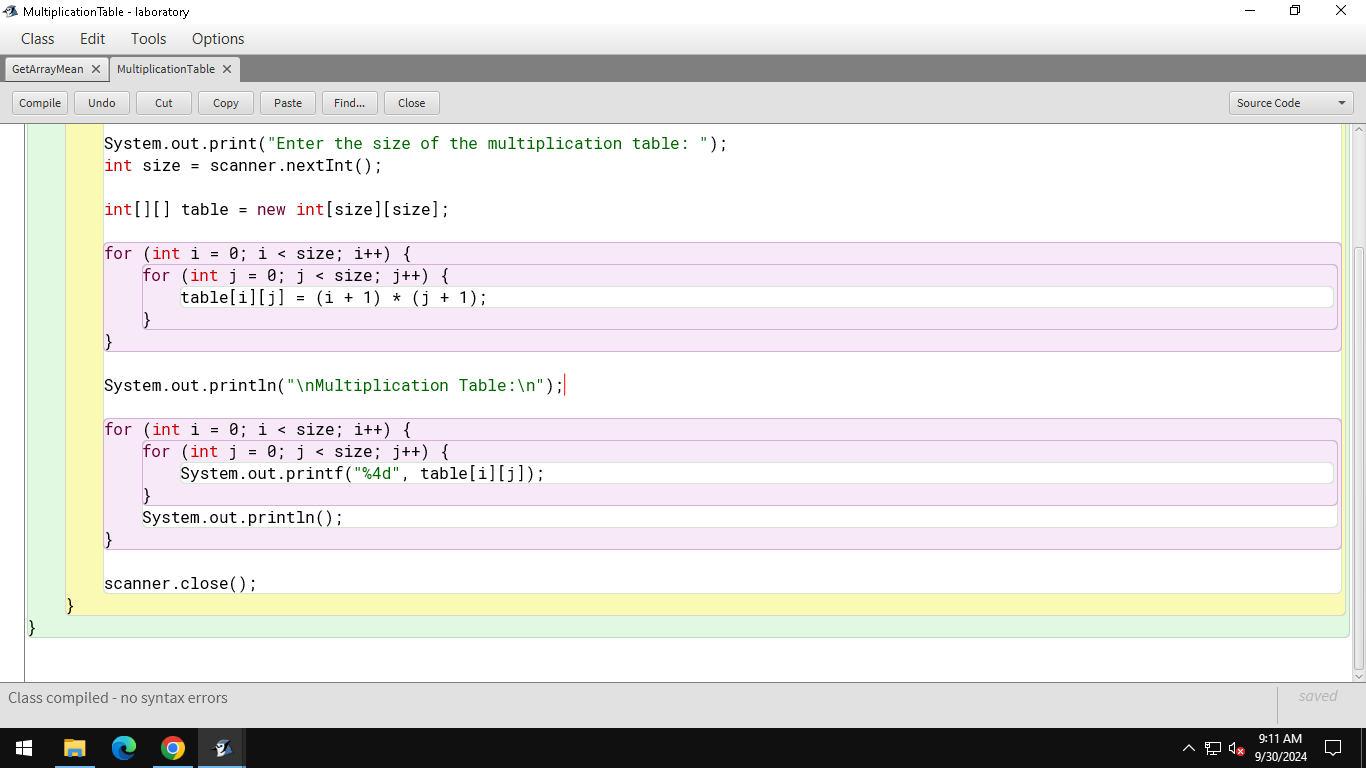 MultiplicationTable - laboratory
Class Edit Tools Options
GetArrayMean MultiplicationTable
Compile Undo Cut Copy Paste Find... Close Source Code
System.out.print("Enter the size of the multiplication table: ");
int size = scanner.nextInt();
int[][] table = new int[size][size];
for (int i = 0; i < size; i++) {
for (int j = 0; j < size; j++) {
table[i][j] = (i + 1) * (j + 1);
}
}
System.out.println("\nMultiplication Table:\n");
for (int i = 0; i < size; i++) {
for (int j = 0; j < size; j++) {
System.out.printf("%4d", table[i][j]);
}
System.out.println();
}
scanner.close();
}
}
Class compiled - no syntax errors
saved
9:11 AM
9/30/2024